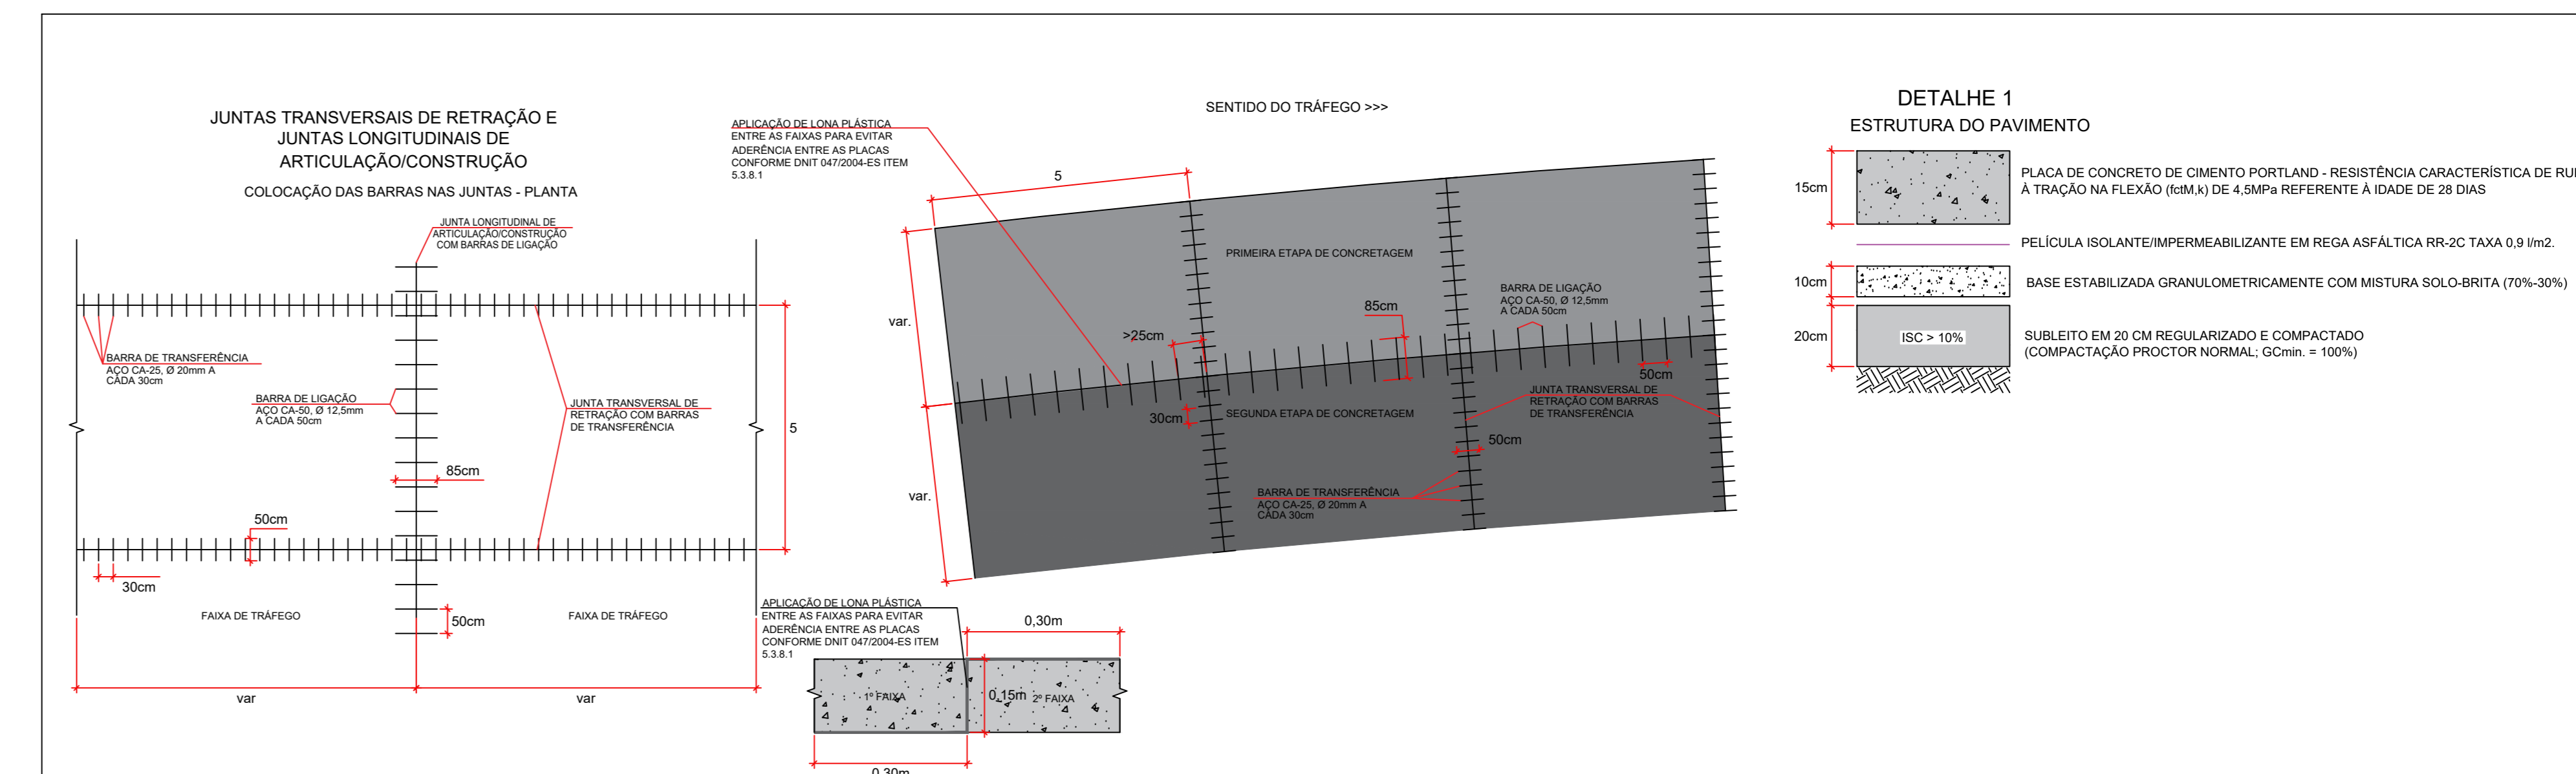 JUNTAS TRANSVERSAIS DE RETRAÇÃO E
JUNTAS LONGITUDINAIS DE
ARTICULAÇÃO/CONSTRUÇÃO
COLOCAÇÃO DAS BARRAS NAS JUNTAS - PLANTA
JUNTA LONGITUDINAL DE
ARTICULAÇÃO/CONSTRUÇÃO
COM BARRAS DE LIGAÇÃO
BARRA DE TRANSFERÊNCIA
AÇO CA-25, Ø 20mm A
CADA 30cm
BARRA DE LIGAÇÃO
AÇO CA-50, Ø 12,5mm
A CADA 50cm
JUNTA TRANSVERSAL DE
RETRAÇÃO COM BARRAS
DE TRANSFERÊNCIA
5
85cm
50cm
30cm
50cm
FAIXA DE TRÁFEGO
FAIXA DE TRÁFEGO
var
var
SENTIDO DO TRÁFEGO >>>
APLICAÇÃO DE LONA PLÁSTICA
ENTRE AS FAIXAS PARA EVITAR
ADERÊNCIA ENTRE AS PLACAS
CONFORME DNIT 047/2004-ES ITEM
5.3.8.1
5
PRIMEIRA ETAPA DE CONCRETAGEM
BARRA DE LIGAÇÃO
AÇO CA-50, Ø 12,5mm
A CADA 50cm
85cm
var.
>25cm
50cm
JUNTA TRANSVERSAL DE
RETRAÇÃO COM BARRAS
DE TRANSFERÊNCIA
30cm
SEGUNDA ETAPA DE CONCRETAGEM
50cm
var.
BARRA DE TRANSFERÊNCIA
AÇO CA-25, Ø 20mm A
CADA 30cm
APLICAÇÃO DE LONA PLÁSTICA
ENTRE AS FAIXAS PARA EVITAR
ADERÊNCIA ENTRE AS PLACAS
CONFORME DNIT 047/2004-ES ITEM
5.3.8.1
0,30m
1º FAIXA
0,15m
2º FAIXA
0,30m
DETALHE 1
ESTRUTURA DO PAVIMENTO
15cm
PLACA DE CONCRETO DE CIMENTO PORTLAND - RESISTÊNCIA CARACTERÍSTICA DE
À TRAÇÃO NA FLEXÃO (fctM,k) DE 4,5MPa REFERENTE À IDADE DE 28 DIAS
PELÍCULA ISOLANTE/IMPERMEABILIZANTE EM REGA ASFÁLTICA RR-2C TAXA 0,9 l/m2.
10cm
BASE ESTABILIZADA GRANULOMETRICAMENTE COM MISTURA SOLO-BRITA (70%-30%)
20cm
ISC > 10%
SUBLEITO EM 20 CM REGULARIZADO E COMPACTADO
(COMPACTAÇÃO PROCTOR NORMAL; GCmin. = 100%)